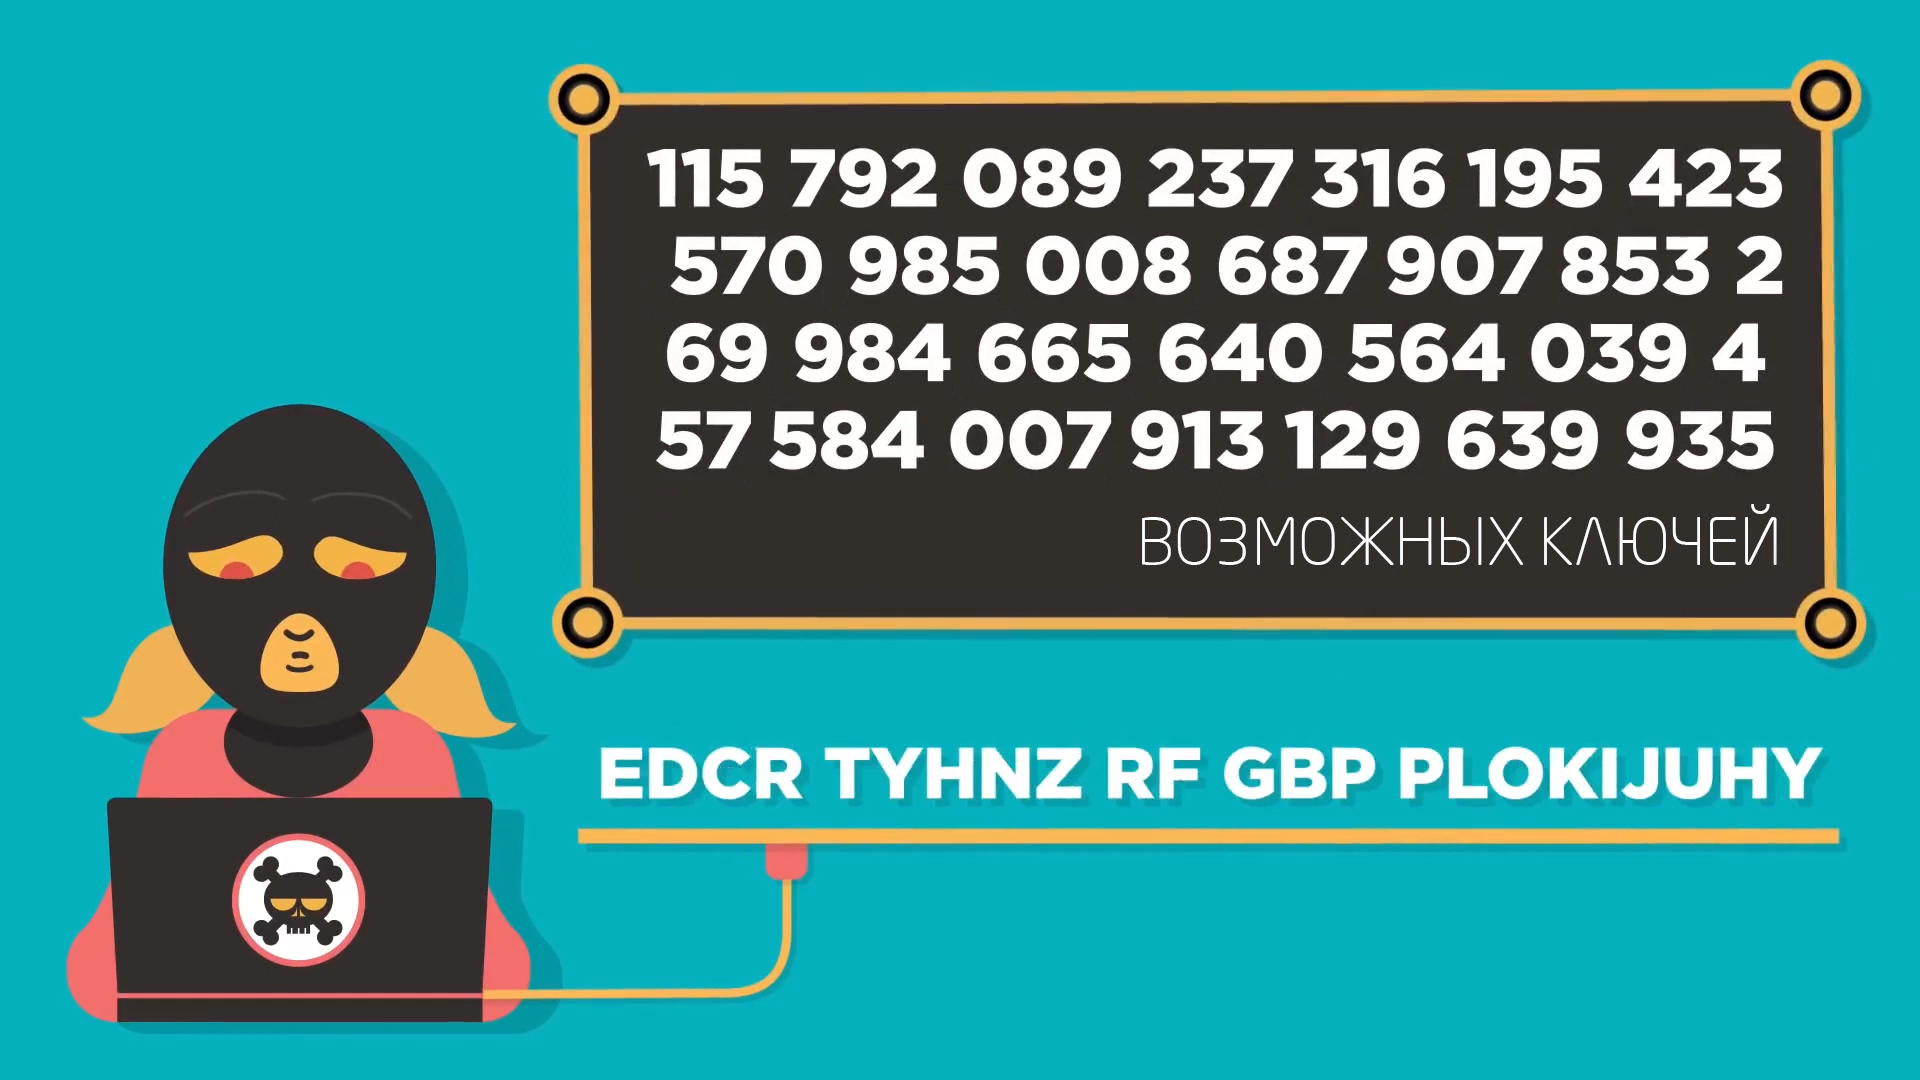 115 792 089 237 316 195 423
570 985 008 687 907 853 2
69 984 665 640 564 039 4
57 584 007 913 129 639 935
ВОЗМОЖНЫХ КЛЮЧЕЙ
EDCR TYHNZ RF GBP PLOKIJUHY